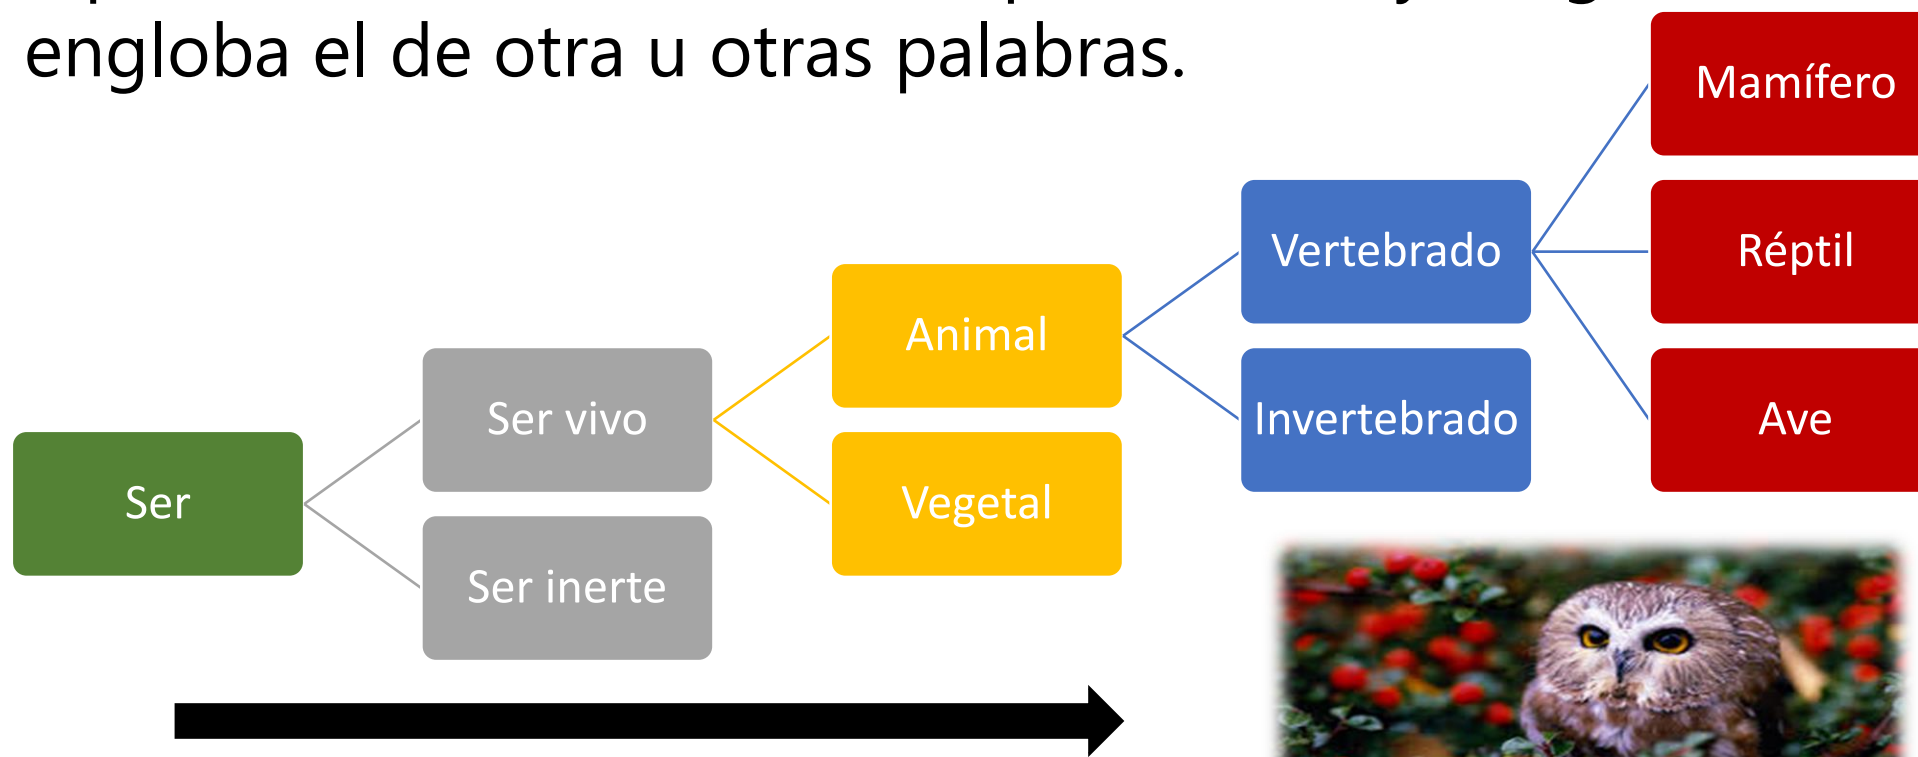 engloba el de otra u otras palabras.
Mamífero
Vertebrado
Réptil
Animal
Ser vivo
Invertebrado
Ave
Ser
Vegetal
Ser inerte